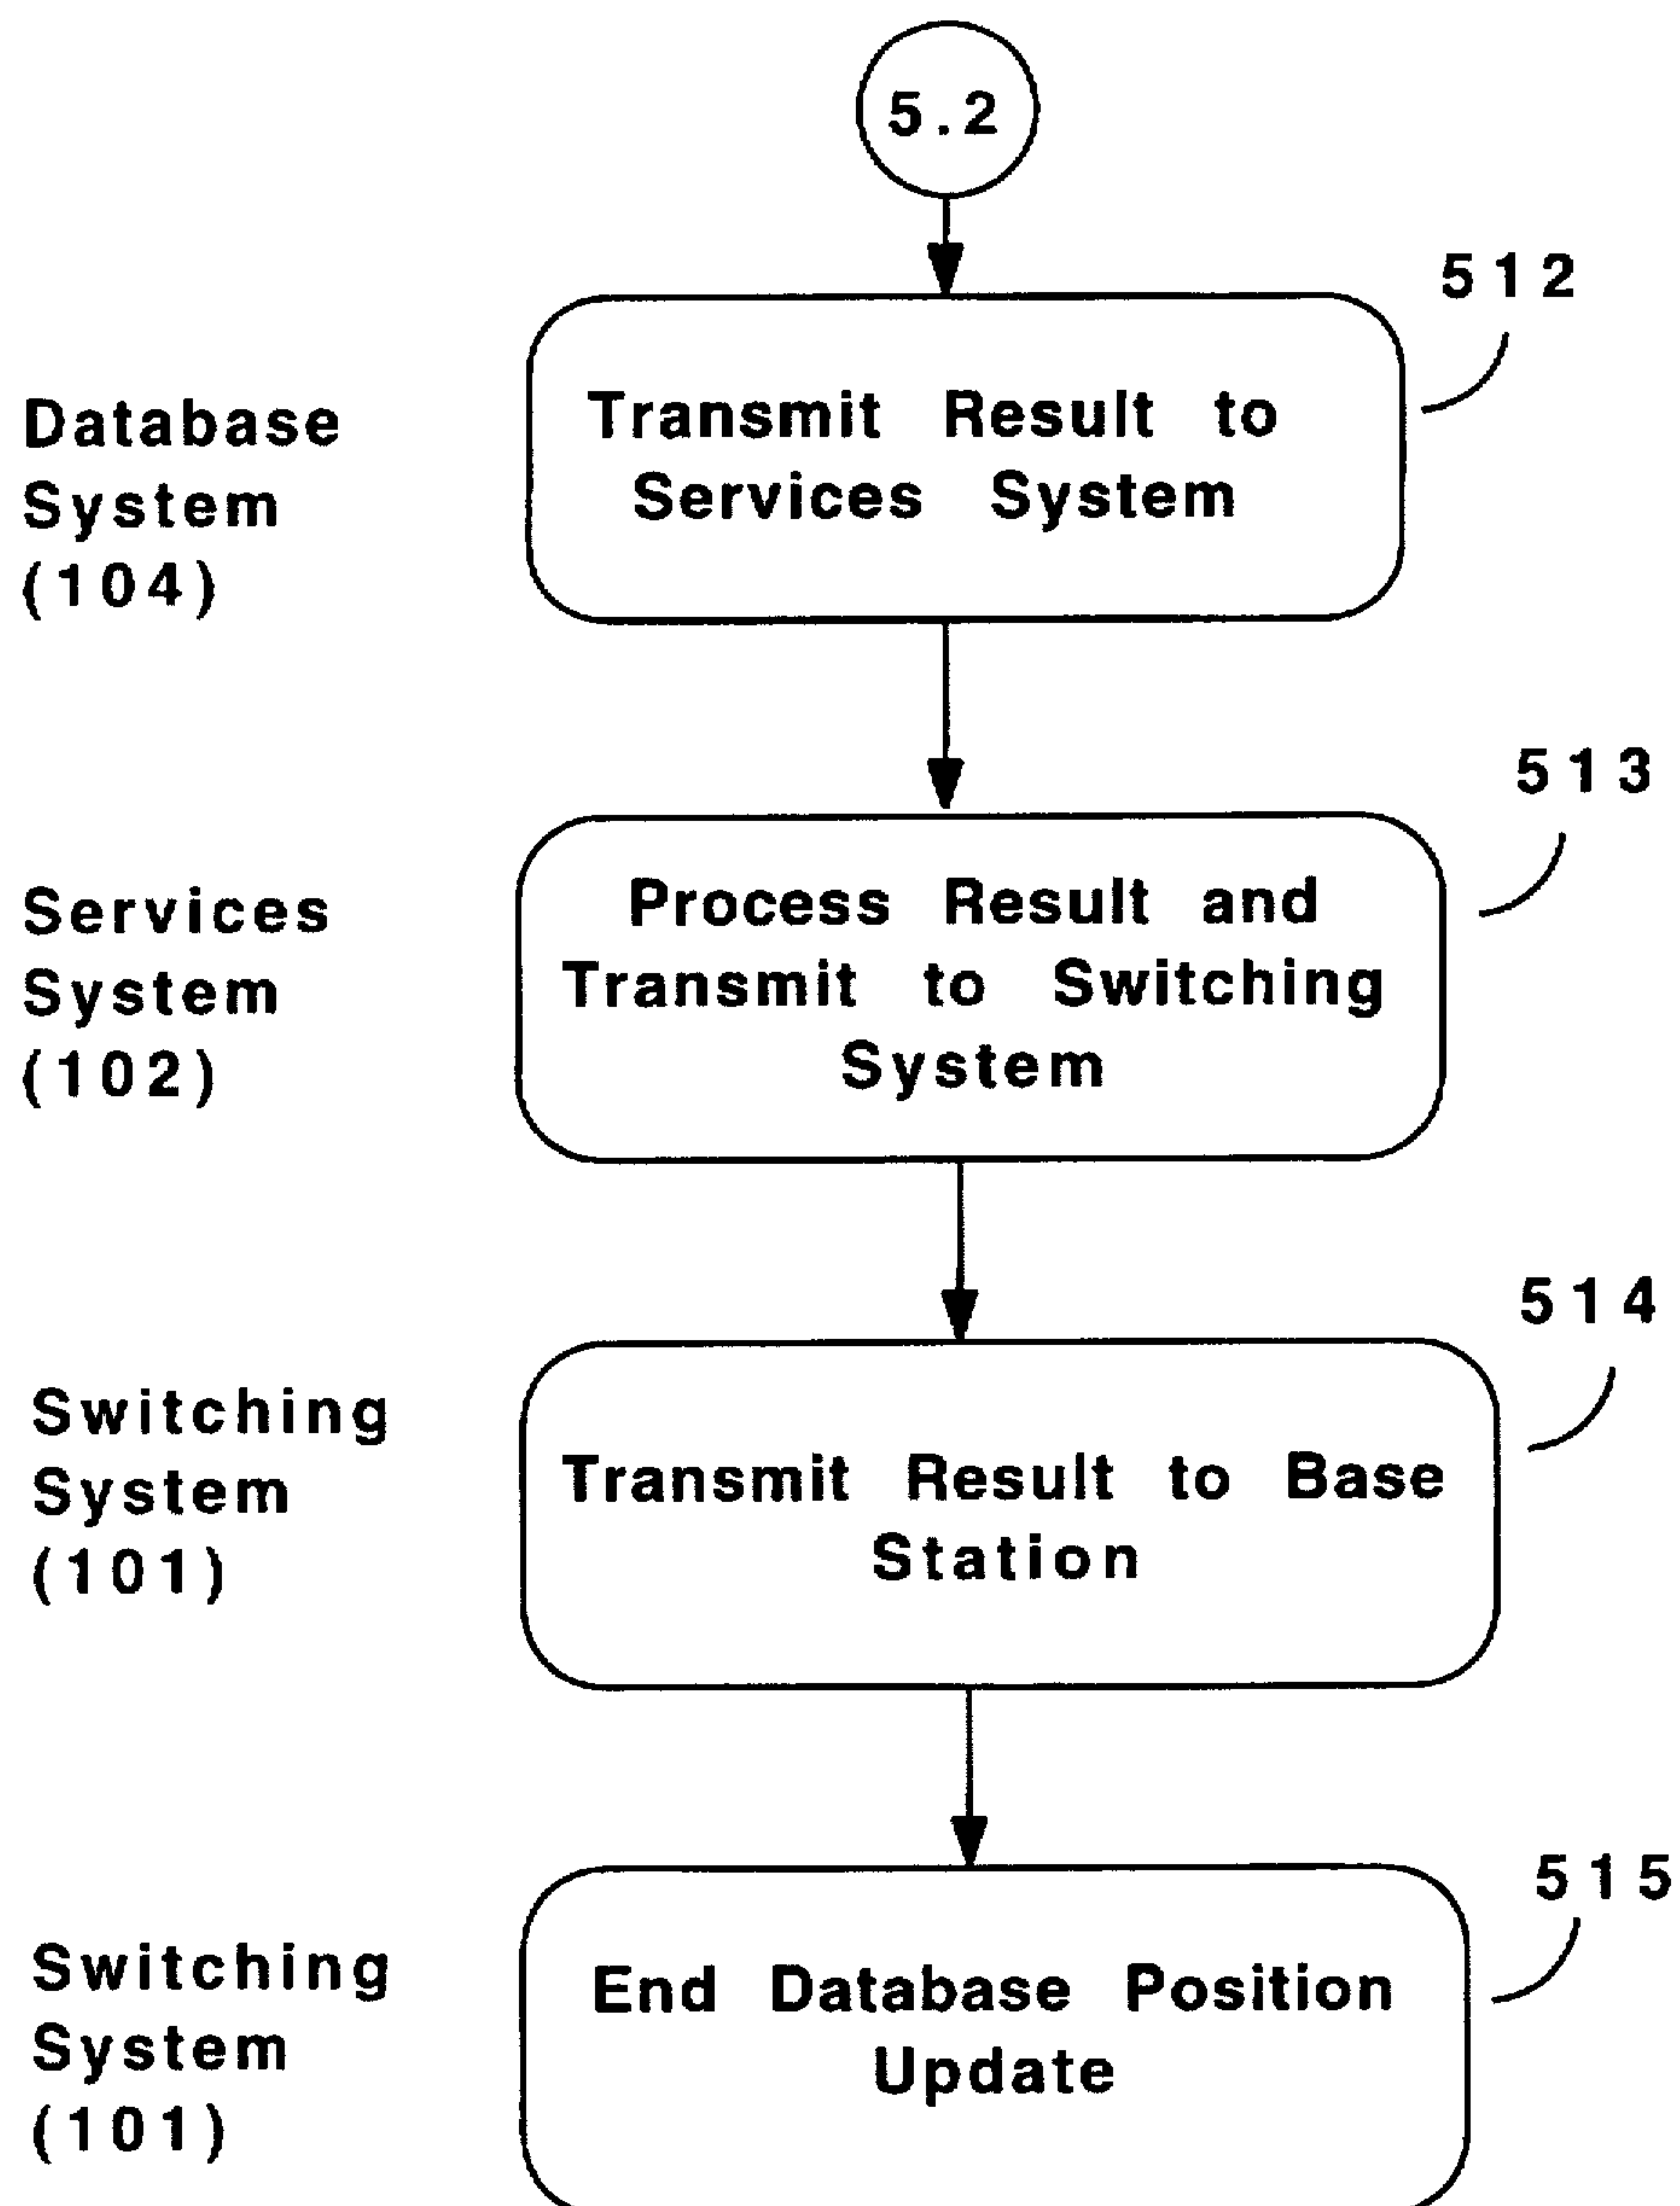 5.2
512
Database
System
(104)
Transmit Result to
Services System
513
Services
System
(102)
Process Result and
Transmit to Switching
System
514
Switching
System
(101)
Transmit Result to Base
Station
515
Switching
System
(101)
End Database Position
Update